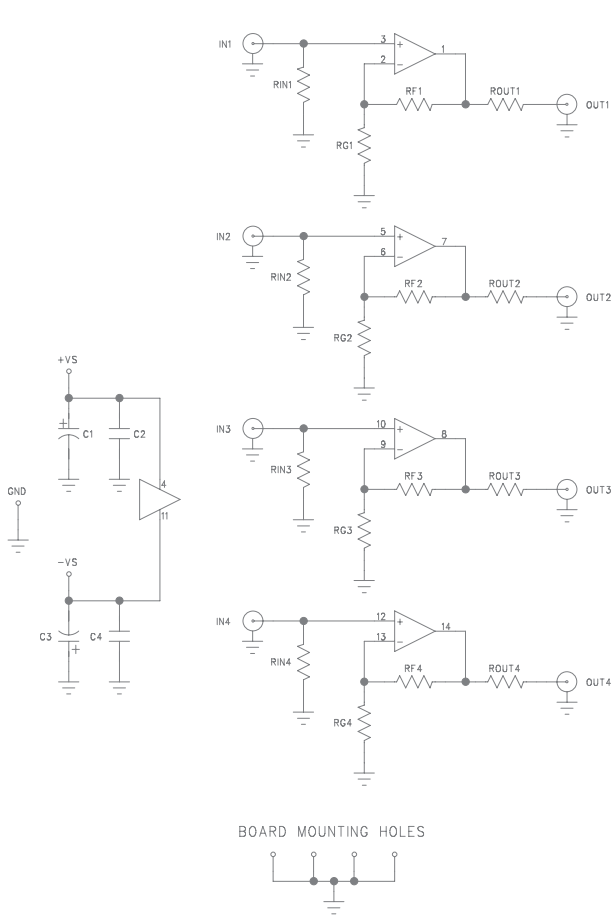 IN1
3
+
2
−
1
RIN1
RF1
ROUT1
OUT1
RG1
IN2
5
+
6
−
7
RIN2
RF2
ROUT2
OUT2
RG2
+VS
+
C1
C2
IN3
10
+
9
−
8
RIN3
RF3
ROUT3
OUT3
RG3
GND
4
11
−VS
C3
+
C4
IN4
12
+
13
−
14
RIN4
RF4
ROUT4
OUT4
RG4
BOARD MOUNTING HOLES